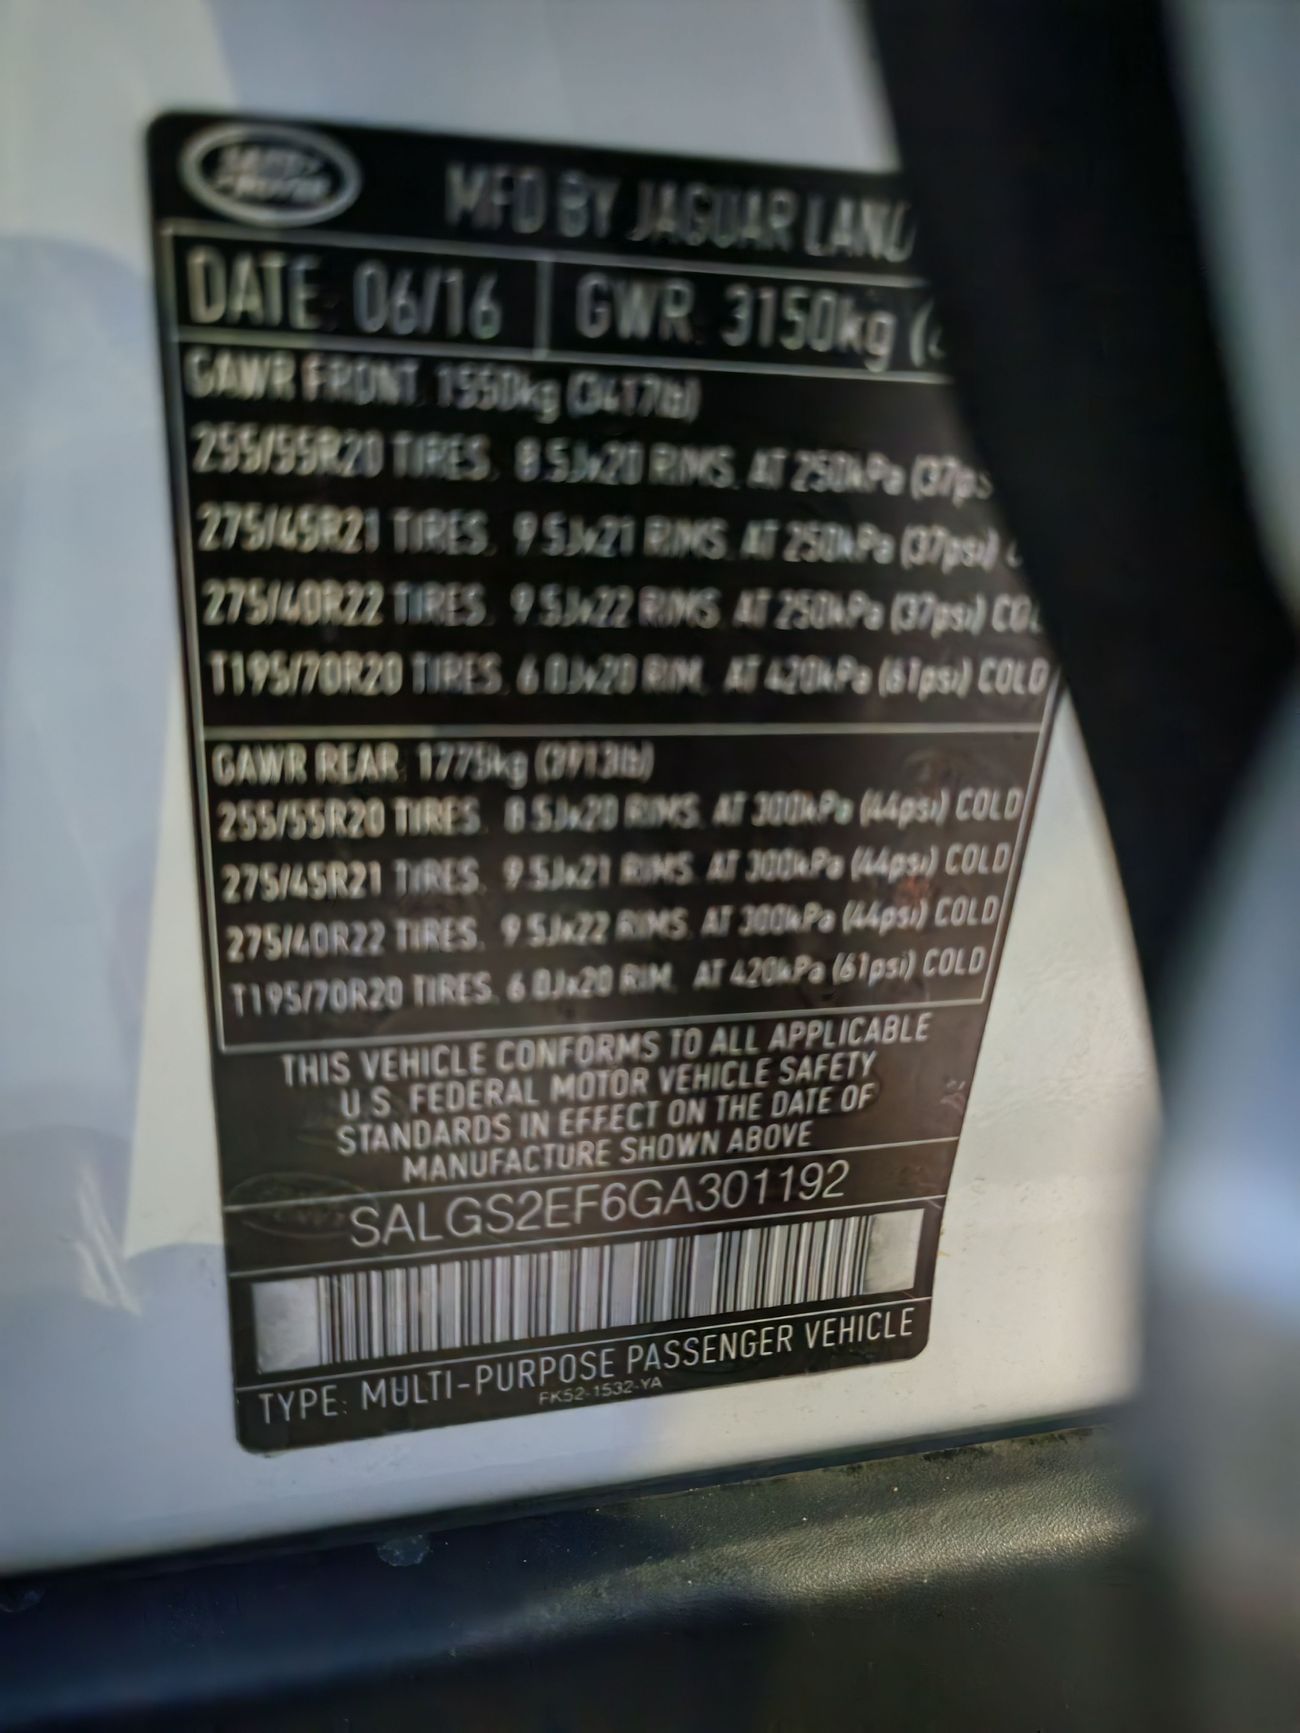 LAND ROVER
MFD BY JAGUAR LAND
DATE: 06/16 GWR: 3150kg (
GAWR FRONT: 1550kg (3417lb)
255/55R20 TIRES, 8.5Jx20 RIMS, AT 250kPa (37ps
275/45R21 TIRES, 9.5Jx21 RIMS, AT 250kPa (37psi)
275/40R22 TIRES, 9.5Jx22 RIMS, AT 250kPa (37psi) COL
T195/70R20 TIRES, 6.0Jx20 RIM, AT 420kPa (61psi) COLD
GAWR REAR: 1775kg (3913lb)
255/55R20 TIRES, 8.5Jx20 RIMS, AT 300kPa (44psi) COLD
275/45R21 TIRES, 9.5Jx21 RIMS, AT 300kPa (44psi) COLD
275/40R22 TIRES, 9.5Jx22 RIMS, AT 300kPa (44psi) COLD
T195/70R20 TIRES, 6.0Jx20 RIM, AT 420kPa (61psi) COLD
THIS VEHICLE CONFORMS TO ALL APPLICABLE
U.S. FEDERAL MOTOR VEHICLE SAFETY
STANDARDS IN EFFECT ON THE DATE OF
MANUFACTURE SHOWN ABOVE
SALGS2EF6GA301192
TYPE: MULTI-PURPOSE PASSENGER VEHICLE
FK52-1532-YA